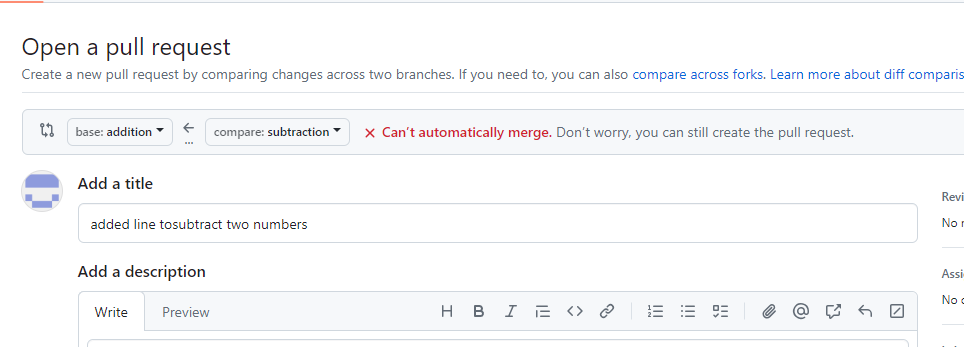 Open a pull request
Create a new pull request by comparing changes across two branches. If you need to, you can also compare across forks. Learn more about diff comparis
base: addition
compare: subtraction
...
Can't automatically merge. Don't worry, you can still create the pull request.
Add a title
added line tosubtract two numbers
Revi
No
Add a description
Assi
No
Write Preview H B I